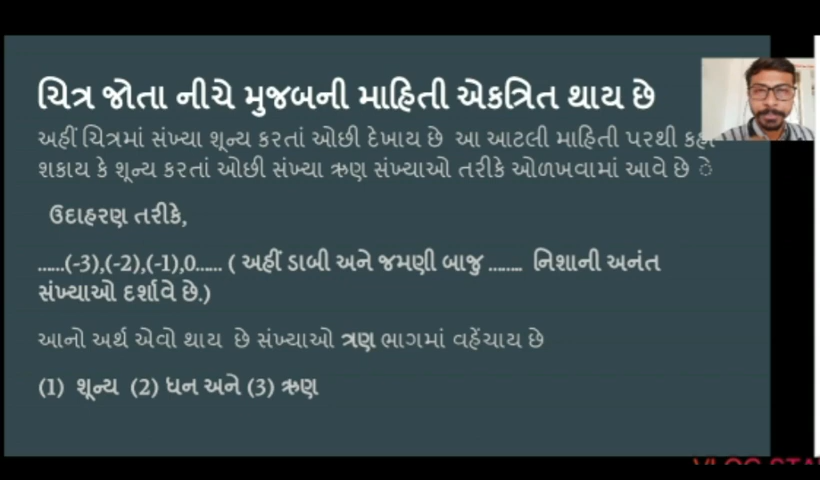 ચિત્ર જોતા નીચે મુજબની માહિતી એકત્રિત થાય છે
અહીં ચિત્રમાં સંખ્યા શૂન્ય કરતાં ઓછી દેખાય છે આ આટલી માહિતી પરથી
શકાય કે શૂન્ય કરતાં ઓછી સંખ્યા ઋણ સંખ્યાઓ તરીકે ઓળખવામાં આવે છે ે
ઉદાહરણ તરીકે,
......(-3),(-2),(-1),0...... ( અહીં ડાબી અને જમણી બાજુ ........ નિશાની અનંત
સંખ્યાઓ દર્શાવે છે.)
આનો અર્થ એવો થાય છે સંખ્યાઓ ત્રણ ભાગમાં વહેંચાય છે
(1) શૂન્ય (2) ધન અને (3) ઋણ